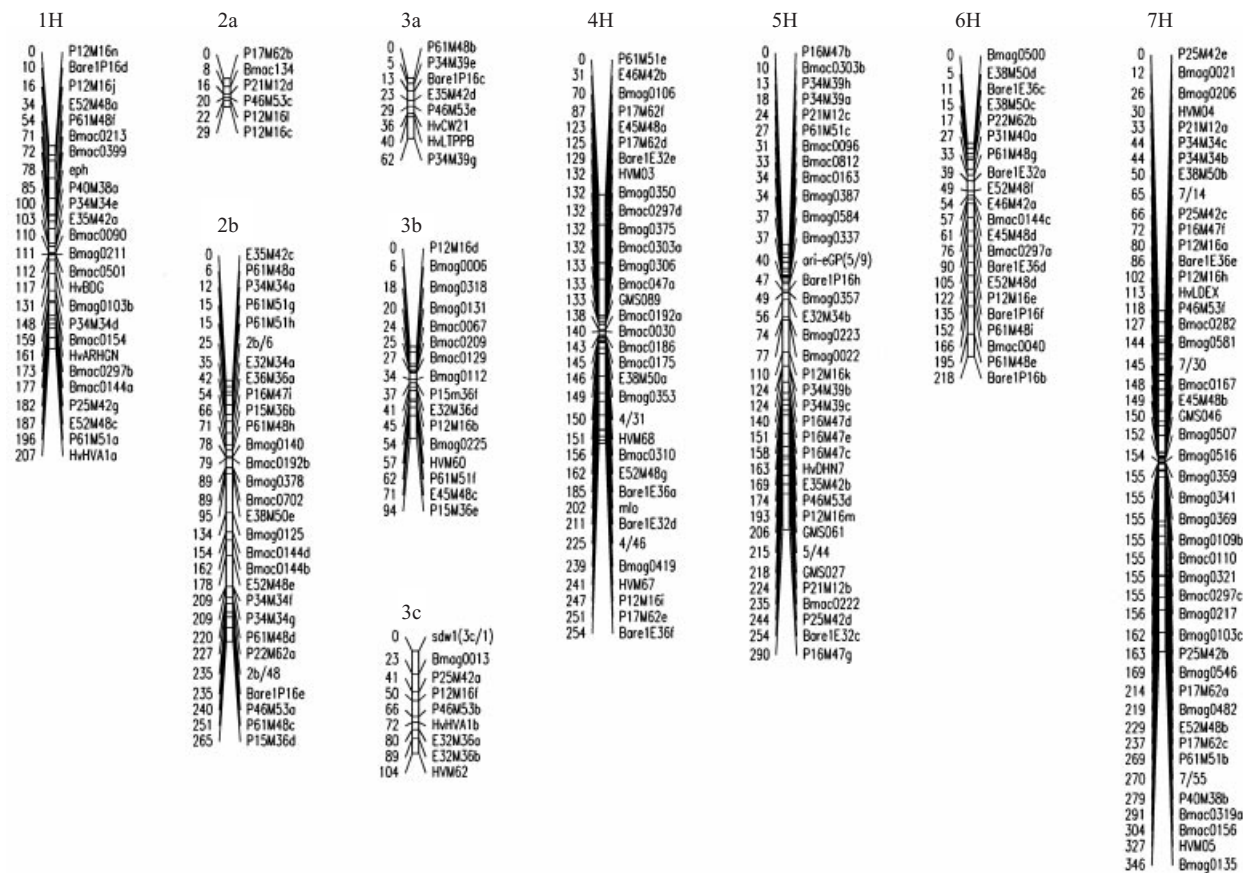 1H
0 P12M16n
10 Bare1P16d
16 P12M16j
34 E52M48a
54 P61M48f
71 Bmac0213
72 Bmac0399
78 eph
85 P40M38a
100 P34M34e
103 E35M42a
110 Bmac0090
111 Bmag0211
112 Bmac0501
117 HvBDG
131 Bmag0103b
148 P34M34d
159 Bmac0154
161 HvARHGN
173 Bmac0297b
177 Bmac0144a
182 P25M42g
187 E52M48c
196 P61M51a
207 HvHVA1a
2a
0 P17M62b
8 Bmac134
16 P21M12d
20 P46M53c
22 P12M16l
29 P12M16c
2b
0 E35M42c
6 P61M48a
12 P34M34a
15 P61M51g
15 P61M51h
25 2b/6
35 E32M34a
42 E36M36a
54 P16M47i
66 P15M36b
71 P61M48h
78 Bmag0140
79 Bmac0192b
89 Bmag0378
89 Bmac0702
95 E38M50e
134 Bmag0125
154 Bmac0144d
162 Bmac0144b
178 E52M48e
209 P34M34f
209 P34M34g
220 P61M48d
227 P22M62a
235 2b/48
235 Bare1P16e
240 P46M53a
251 P61M48c
265 P15M36d
3a
0 P61M48b
5 P34M39e
13 Bare1P16c
23 E35M42d
29 P46M53e
36 HvCW21
40 HvLTPPB
62 P34M39g
3b
0 P12M16d
6 Bmag0006
18 Bmag0318
20 Bmag0131
24 Bmac0067
25 Bmac0209
27 Bmac0129
34 Bmag0112
37 P15m36f
41 E32M36d
45 P12M16b
54 Bmag0225
57 HVM60
62 P61M51f
71 E45M48c
94 P15M36e
3c
0 sdw1(3c/1)
23 Bmag0013
41 P25M42a
50 P12M16f
66 P46M53b
72 HvHVA1b
80 E32M36a
89 E32M36b
104 HVM62
4H
0 P61M51e
31 E46M42b
70 Bmag0106
87 P17M62f
123 E45M48a
125 P17M62d
129 Bare1E32e
132 HVM03
132 Bmag0350
132 Bmac0297d
132 Bmag0375
132 Bmac0303a
133 Bmag0306
133 Bmac047a
133 GMS089
138 Bmac0192a
140 Bmac0030
143 Bmac0186
145 Bmac0175
146 E38M50a
149 Bmag0353
150 4/31
151 HVM68
156 Bmac0310
162 E52M48g
185 Bare1E36a
202 mlo
211 Bare1E32d
225 4/46
239 Bmag0419
241 HVM67
247 P12M16i
251 P17M62e
254 Bare1E36f
5H
0 P16M47b
10 Bmac0303b
13 P34M39h
18 P34M39a
24 P21M12c
27 P61M51c
31 Bmac0096
33 Bmac0812
34 Bmac0163
34 Bmag0387
37 Bmag0584
37 Bmag0337
40 ari-eGP(5/9)
47 Bare1P16h
49 Bmag0357
56 E32M34b
74 Bmag0223
77 Bmag0022
110 P12M16k
124 P34M39b
124 P34M39c
140 P16M47d
151 P16M47e
158 P16M47c
163 HvDHN7
169 E35M42b
174 P46M53d
193 P12M16m
206 GMS061
215 5/44
218 GMS027
224 P21M12b
235 Bmac0222
244 P25M42d
254 Bare1E32c
290 P16M47g
6H
0 Bmag0500
5 E38M50d
11 Bare1E36c
15 E38M50c
17 P22M62b
27 P31M40a
33 P61M48g
39 Bare1E32a
49 E52M48f
54 E46M42a
57 Bmac0144c
61 E45M48d
76 Bmac0297a
90 Bare1E36d
105 E52M48d
122 P12M16e
135 Bare1P16f
152 P61M48i
166 Bmac0040
195 P61M48e
218 Bare1P16b
7H
0 P25M42e
12 Bmag0021
26 Bmag0206
30 HVM04
33 P21M12a
44 P34M34c
44 P34M34b
50 E38M50b
65 7/14
66 P25M42c
72 P16M47f
80 P12M16a
86 Bare1E36e
102 P12M16h
113 HvLDEX
118 P46M53f
127 Bmac0282
144 Bmag0581
145 7/30
148 Bmac0167
149 E45M48b
150 GMS046
152 Bmag0507
154 Bmag0516
155 Bmag0359
155 Bmag0341
155 Bmag0369
155 Bmag0109b
155 Bmac0110
155 Bmag0321
155 Bmac0297c
156 Bmag0217
162 Bmag0103c
163 P25M42b
169 Bmag0546
214 P17M62a
219 Bmag0482
229 E52M48b
237 P17M62c
269 P61M51b
270 7/55
279 P40M38b
291 Bmac0319a
304 Bmac0156
327 HVM05
346 Bmag0135